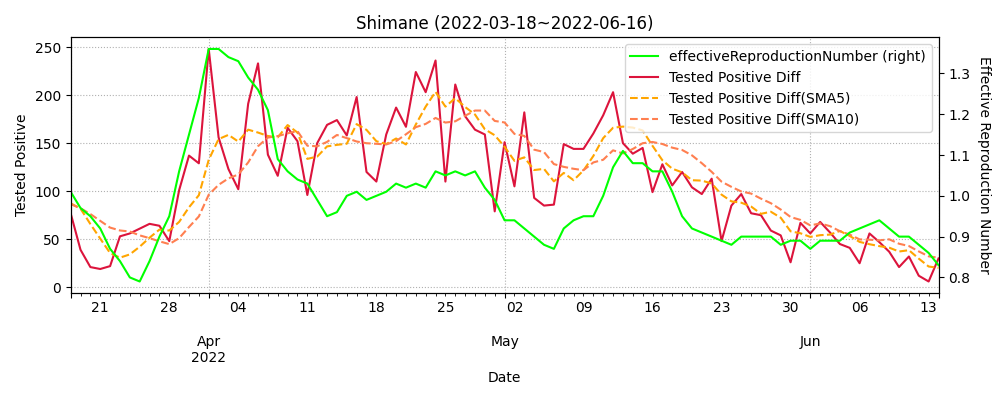 Shimane (2022-03-18~2022-06-16)
effectiveReproductionNumber (right)
Tested Positive Diff
Tested Positive Diff(SMA5)
Tested Positive Diff(SMA10)
Tested Positive
250
200
150
100
50
0
Effective Reproduction Number
1.3
1.2
1.1
1.0
0.9
0.8
21 28 04 11 18 25 02 09 16 23 30 06 13
Apr May Jun
2022
Date